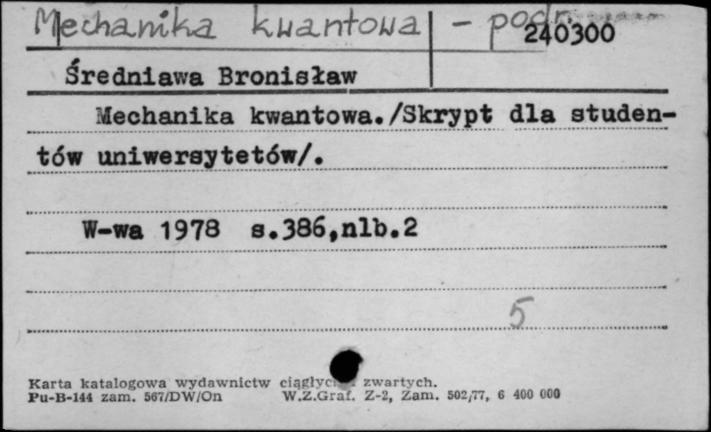 Mechanika kwantowa - podr.
240300
Średniawa Bronisław
Mechanika kwantowa./Skrypt dla studen-
tów uniwersytetów/.
W-wa 1978 s.386,nlb.2
5
Karta katalogowa wydawnictw ciągłych zwartych.
Pu-B-144 zam. 567/DW/On W.Z.Graf. Z-2, Zam. 502/77, 6 400 000